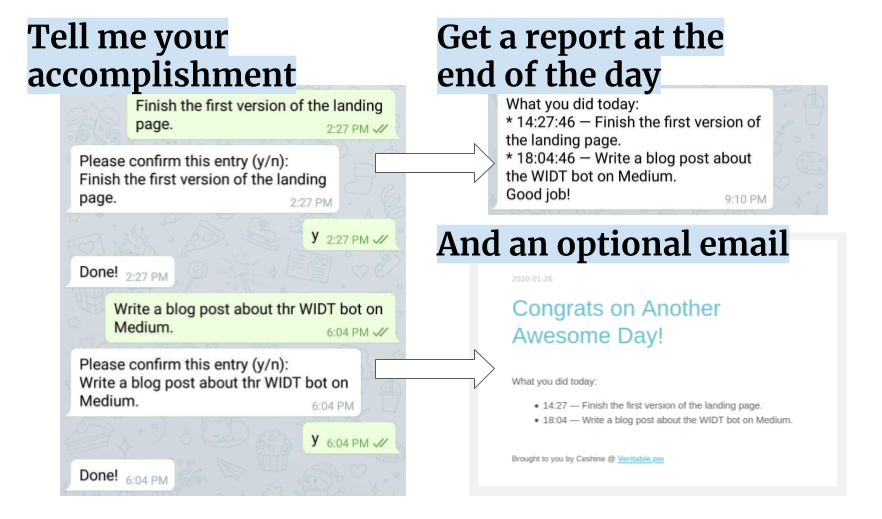 Tell me your
accomplishment
Finish the first version of the landing
page.
2:27 PM
Please confirm this entry (y/n):
Finish the first version of the landing
page.
2:27 PM
y 2:27 PM
Done! 2:27 PM
Write a blog post about thr WIDT bot on
Medium.
6:04 PM
Please confirm this entry (y/n):
Write a blog post about thr WIDT bot on
Medium.
6:04 PM
y 6:04 PM
Done! 6:04 PM
Get a report at the
end of the day
What you did today:
* 14:27:46 — Finish the first version of
the landing page.
* 18:04:46 — Write a blog post about
the WIDT bot on Medium.
Good job!
9:10 PM
And an optional email
2020-01-26
Congrats on Another
Awesome Day!
What you did today:
• 14:27 — Finish the first version of the landing page.
• 18:04 — Write a blog post about the WIDT bot on Medium.
Brought to you by Ceshine @ Veritable.pw